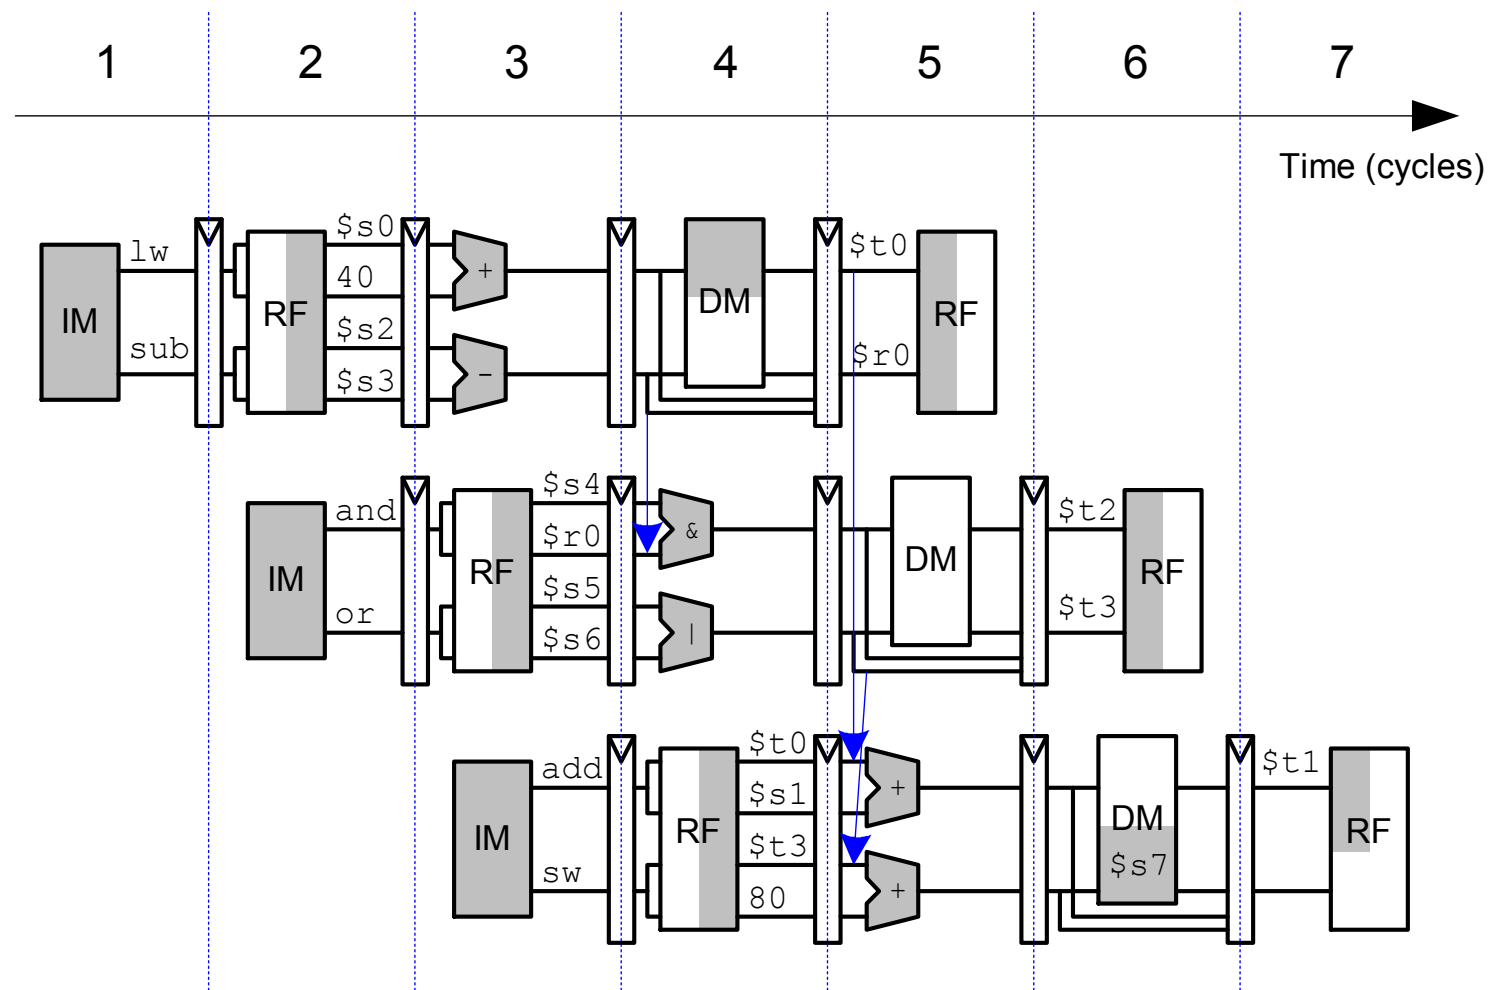 1 2 3 4 5 6 7
Time (cycles)
IM
lw
sub
RF
$s0
40
$s2
$s3
+
-
DM
$t0
$r0
RF
IM
and
or
RF
$s4
$r0
$s5
$s6
&
|
DM
$t2
$t3
RF
IM
add
sw
RF
$t0
$s1
$t3
80
+
+
DM
$s7
$t1
RF